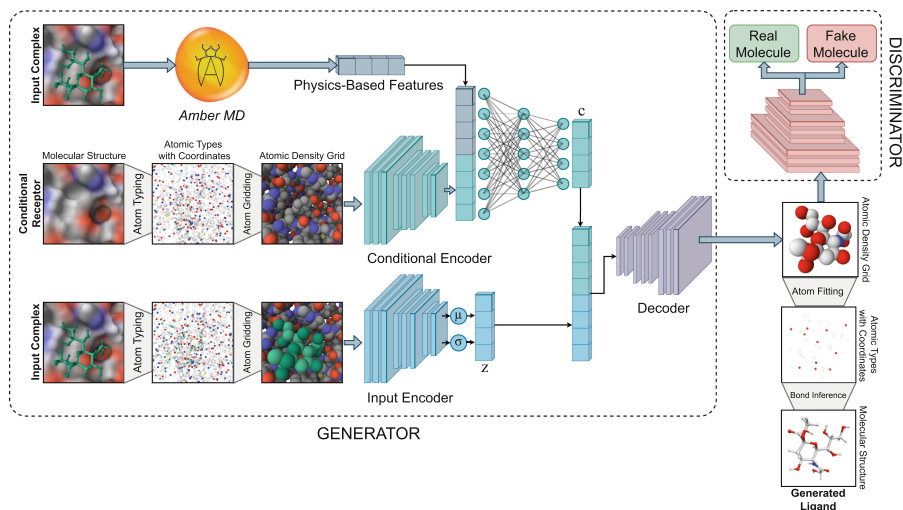 Input Complex
Amber MD
Physics-Based Features
c
Real
Molecule
Fake
Molecule
DISCRIMINATOR
Conditional
Receptor
Molecular Structure
Atom Typing
Atomic Types
with Coordinates
Atom Gridding
Atomic Density Grid
Conditional Encoder
Input Complex
Atom Typing
Atom Gridding
μ
σ
z
Input Encoder
Decoder
GENERATOR
Atomic Density
Grid
Atom Fitting
Atomic Types
with Coordinates
Bond Inference
Molecular Structure
Generated
Ligand